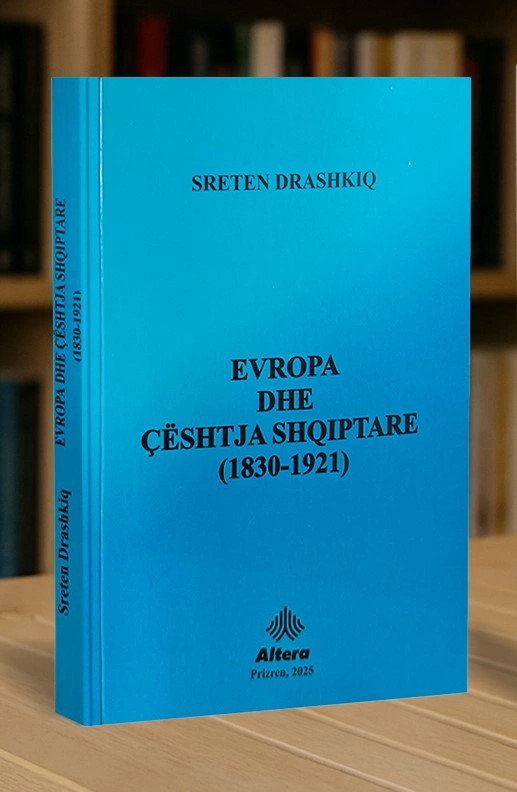 SRETEN DRASHKIQ
EVROPA
DHE
ÇËSHTJA SHQIPTARE
(1830-1921)
Altera
Prizren, 2025
Sreten Drashkiq
EVROPA DHE ÇËSHTJA SHQIPTARE
(1830-1921)